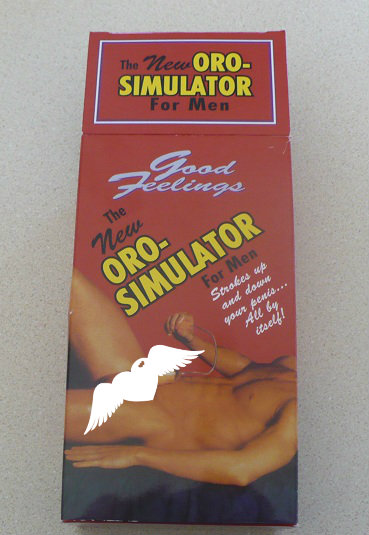 The New ORO-
SIMULATOR
For Men
Good
Feelings
The
New
ORO-
SIMULATOR
For Men
Strokes up
and down
your penis...
All by
itself!